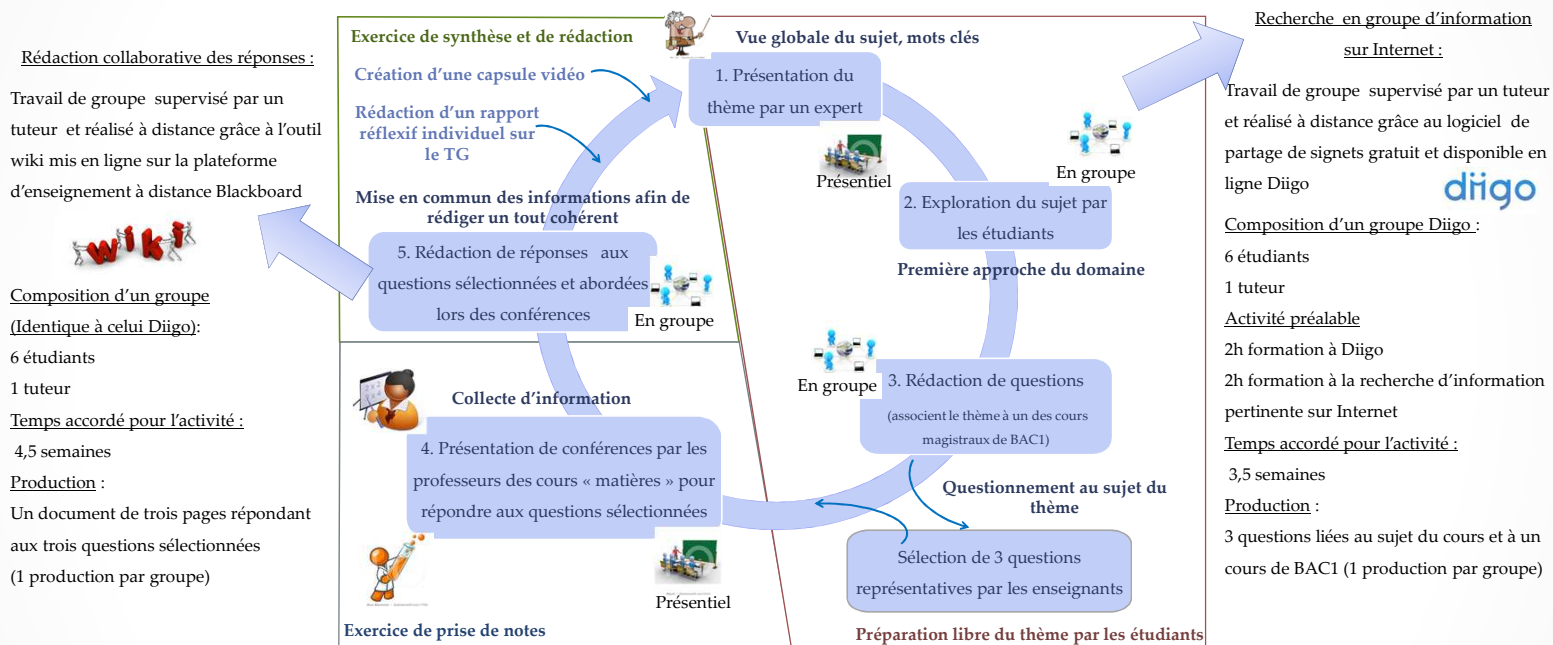 Rédaction collaborative des réponses :
Travail de groupe supervisé par un
tuteur et réalisé à distance grâce à l'outil
wiki mis en ligne sur la plateforme
d'enseignement à distance Blackboard
wiki
Composition d'un groupe
(Identique à celui Diigo):
6 étudiants
1 tuteur
Temps accordé pour l'activité :
4,5 semaines
Production :
Un document de trois pages répondant
aux trois questions sélectionnées
(1 production par groupe)
Exercice de synthèse et de rédaction
Création d'une capsule vidéo
Rédaction d'un rapport
réflexif individuel sur
le TG
Mise en commun des informations afin de
rédiger un tout cohérent
5. Rédaction de réponses aux
questions sélectionnées et abordées
lors des conférences
En groupe
Vue globale du sujet, mots clés
1. Présentation du
thème par un expert
Présentiel
En groupe
2. Exploration du sujet par
les étudiants
Première approche du domaine
En groupe
3. Rédaction de questions
(associent le thème à un des cours
magistraux de BAC1)
Questionnement au sujet du
thème
Sélection de 3 questions
représentatives par les enseignants
Préparation libre du thème par les étudiants
Collecte d'information
4. Présentation de conférences par les
professeurs des cours « matières » pour
répondre aux questions sélectionnées
Présentiel
Exercice de prise de notes
Recherche en groupe d'information
sur Internet :
Travail de groupe supervisé par un tuteur
et réalisé à distance grâce au logiciel de
partage de signets gratuit et disponible en
ligne Diigo
diigo
Composition d'un groupe Diigo :
6 étudiants
1 tuteur
Activité préalable
2h formation à Diigo
2h formation à la recherche d'information
pertinente sur Internet
Temps accordé pour l'activité :
3,5 semaines
Production :
3 questions liées au sujet du cours et à un
cours de BAC1 (1 production par groupe)